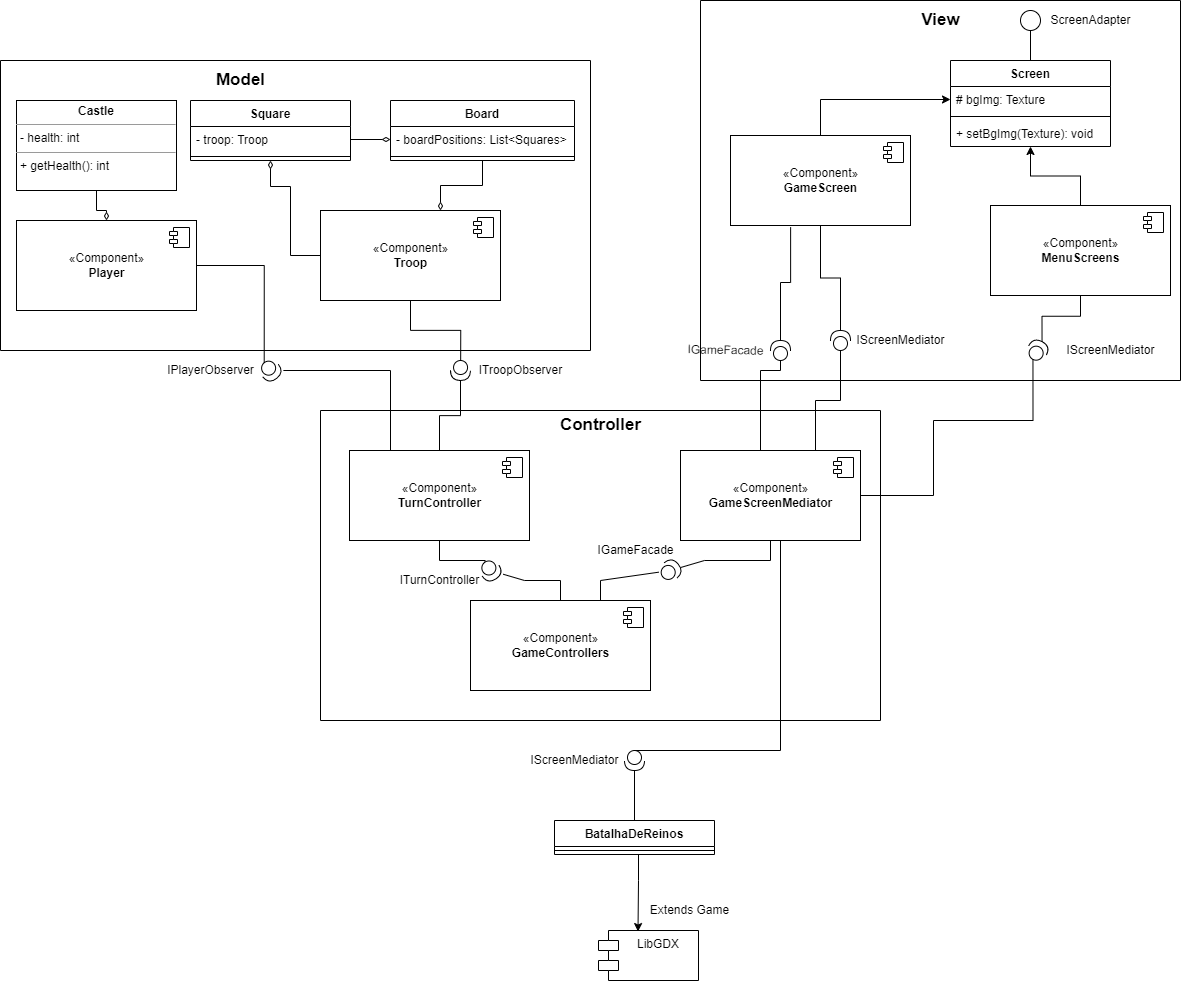 View
ScreenAdapter
Screen
# bgImg: Texture
+ setBgImg(Texture): void
«Component»
GameScreen
«Component»
MenuScreens
IGameFacade
IScreenMediator
IScreenMediator
Model
Castle
- health: int
+ getHealth(): int
Square
- troop: Troop
Board
- boardPositions: List<Squares>
«Component»
Player
«Component»
Troop
IPlayerObserver
ITroopObserver
Controller
«Component»
TurnController
«Component»
GameScreenMediator
ITurnController
IGameFacade
«Component»
GameControllers
IScreenMediator
BatalhaDeReinos
Extends Game
LibGDX